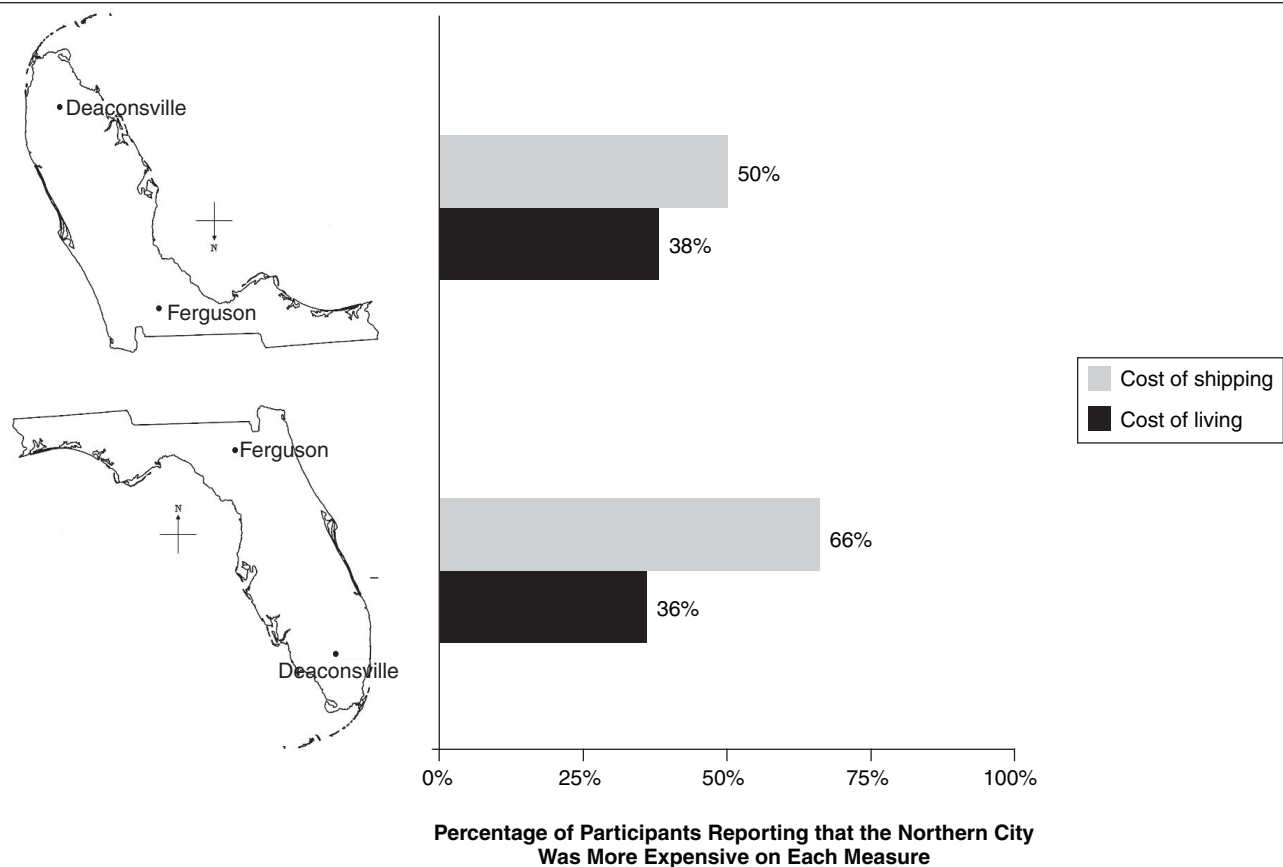 Deaconsville
N
Ferguson
50%
38%
Cost of shipping
Cost of living
Ferguson
N
Deaconsville
66%
36%
0% 25% 50% 75% 100%
Percentage of Participants Reporting that the Northern City
Was More Expensive on Each Measure